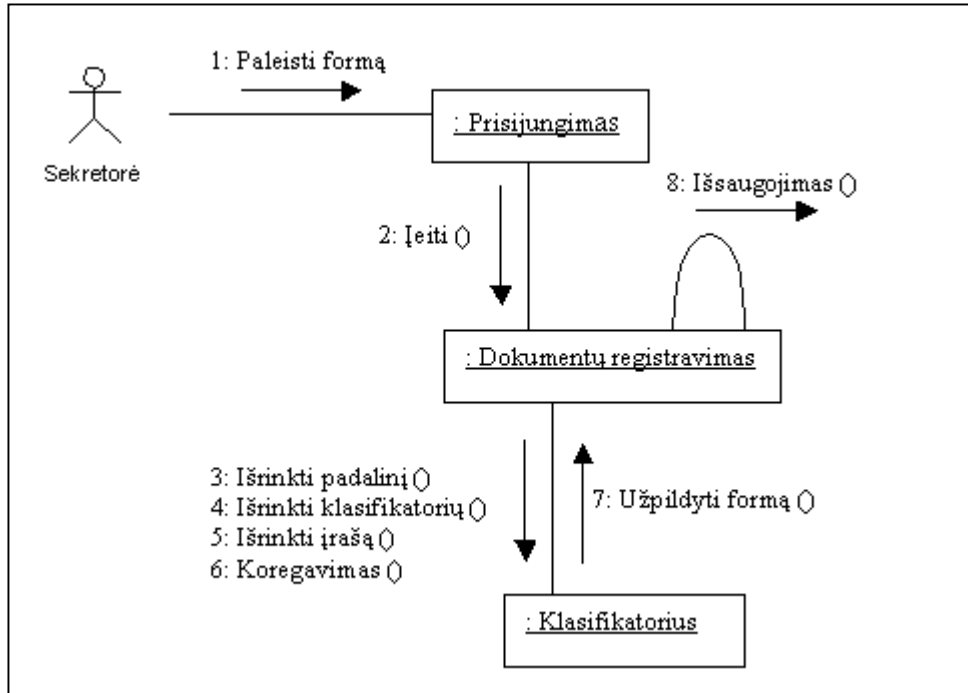 1: Paleisti formą
: Prisijungimas
Sekretorė
8: Išsaugojimas ()
2: Įeiti ()
: Dokumentų registravimas
3: Išrinkti padalinį ()
4: Išrinkti klasifikatorių ()
5: Išrinkti įrašą ()
6: Koregavimas ()
7: Užpildyti formą ()
: Klasifikatorius